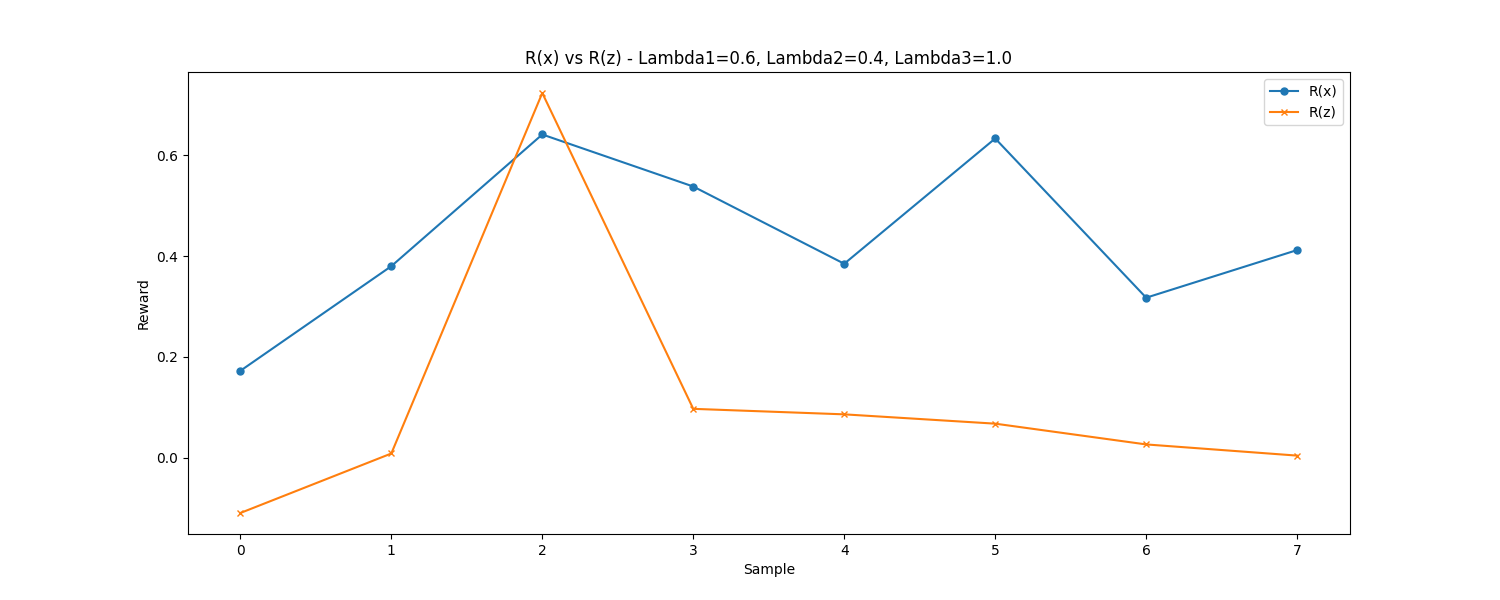 R(x) vs R(z) - Lambda1=0.6, Lambda2=0.4, Lambda3=1.0
R(x)
R(z)
0.6
0.4
0.2
0.0
Reward
0 1 2 3 4 5 6 7
Sample